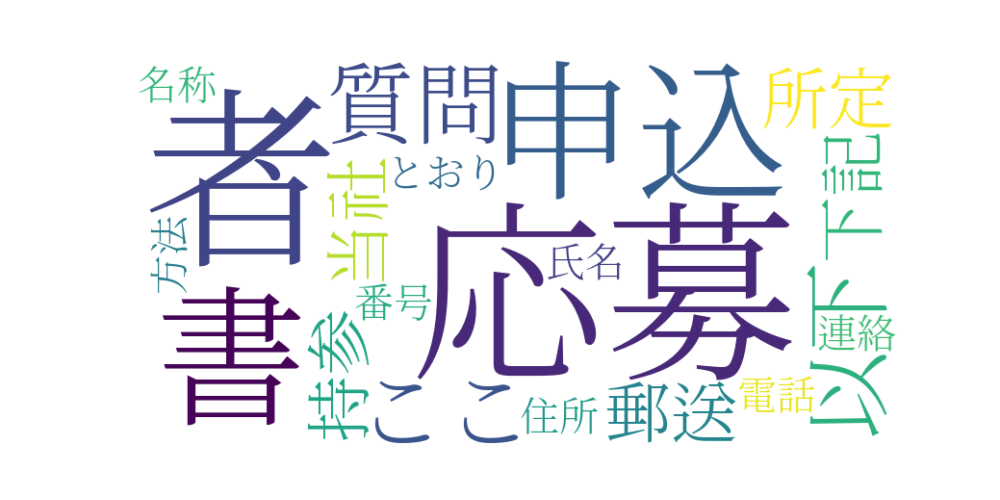 名称
者
質問
申込
所定
当社
とおり
下記
方法
応募
氏名
以下
書
持参
番号
連絡
ここ
住所
郵送
電話